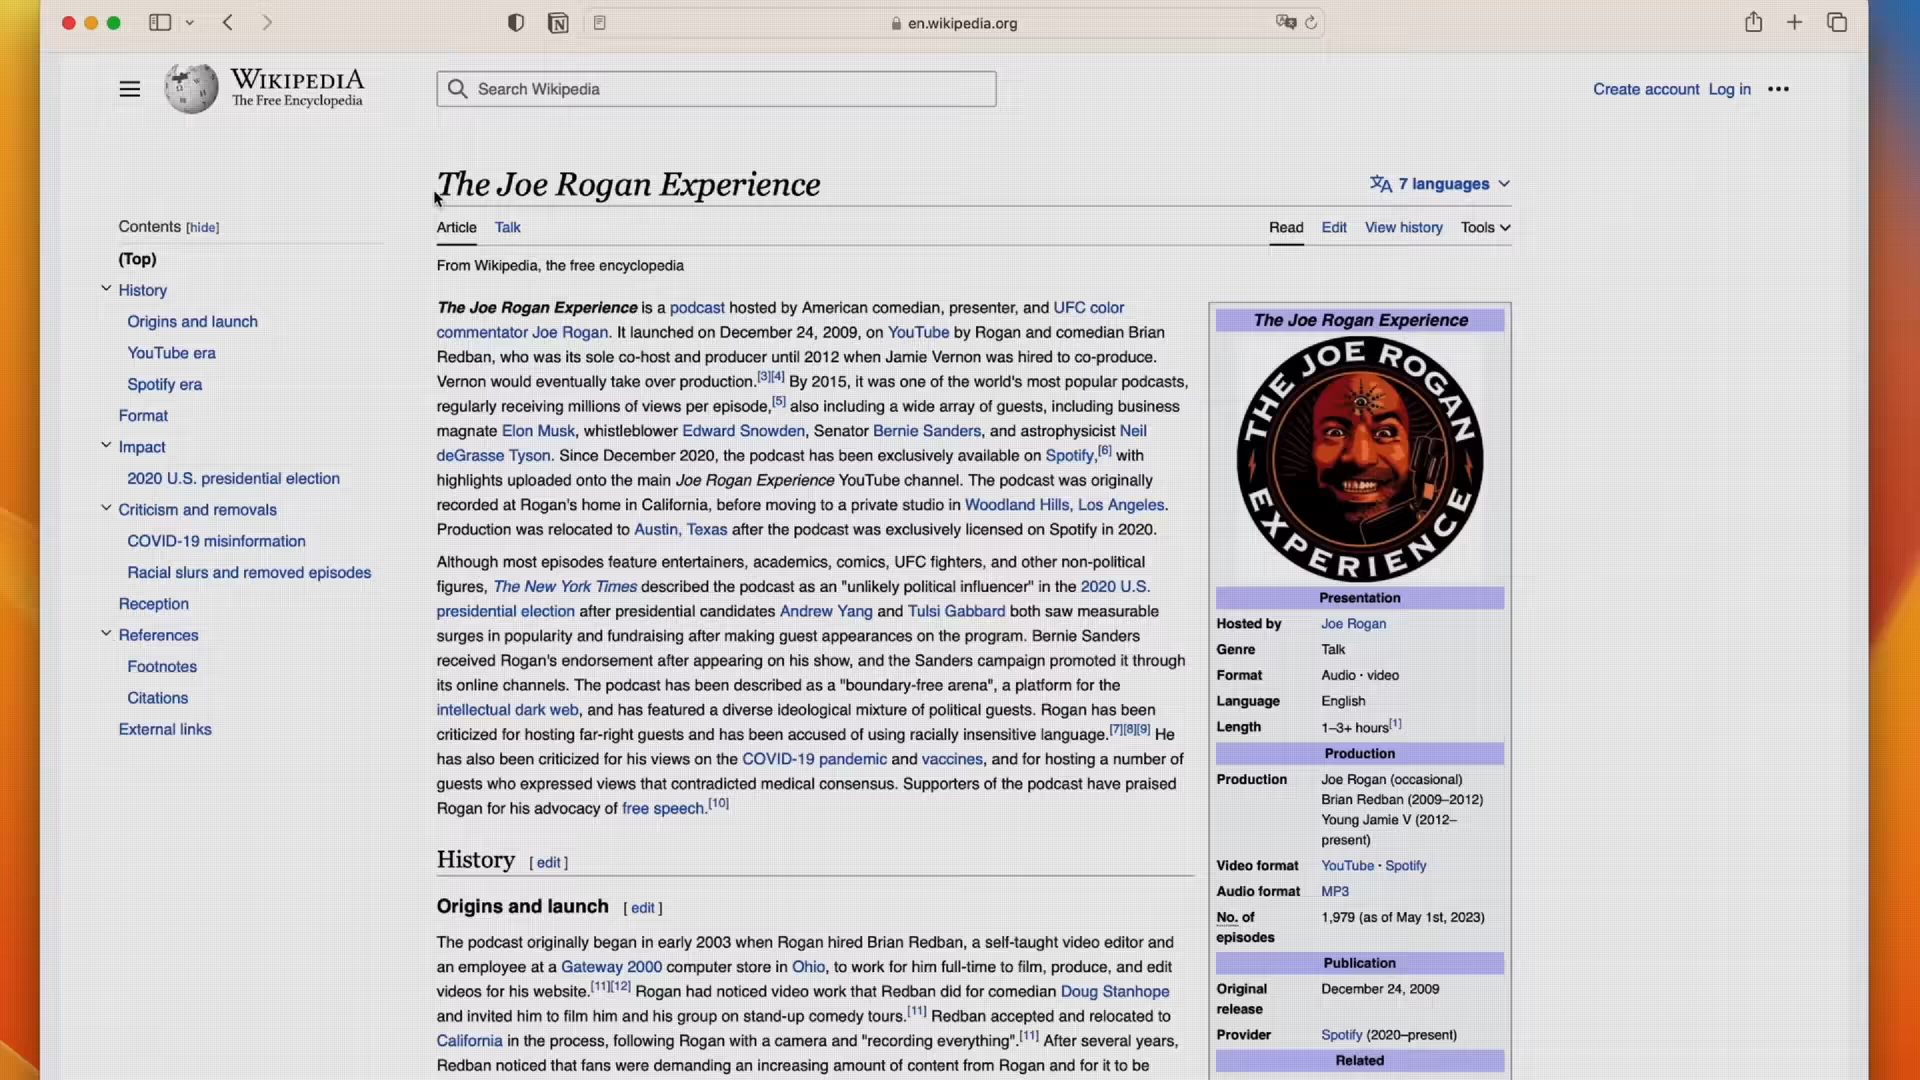 en.wikipedia.org
WIKIPEDIA
The Free Encyclopedia
Search Wikipedia
Create account Log in
The Joe Rogan Experience
7 languages
Article Talk
Read Edit View history Tools
From Wikipedia, the free encyclopedia
Contents [hide]
(Top)
History
Origins and launch
YouTube era
Spotify era
Format
Impact
2020 U.S. presidential election
Criticism and removals
COVID-19 misinformation
Racial slurs and removed episodes
Reception
References
Footnotes
Citations
External links
The Joe Rogan Experience is a podcast hosted by American comedian, presenter, and UFC color
commentator Joe Rogan. It launched on December 24, 2009, on YouTube by Rogan and comedian Brian
Redban, who was its sole co-host and producer until 2012 when Jamie Vernon was hired to co-produce.
Vernon would eventually take over production.[3][4] By 2015, it was one of the world's most popular podcasts,
regularly receiving millions of views per episode,[5] also including a wide array of guests, including business
magnate Elon Musk, whistleblower Edward Snowden, Senator Bernie Sanders, and astrophysicist Neil
deGrasse Tyson. Since December 2020, the podcast has been exclusively available on Spotify,[6] with
highlights uploaded onto the main Joe Rogan Experience YouTube channel. The podcast was originally
recorded at Rogan's home in California, before moving to a private studio in Woodland Hills, Los Angeles.
Production was relocated to Austin, Texas after the podcast was exclusively licensed on Spotify in 2020.
Although most episodes feature entertainers, academics, comics, UFC fighters, and other non-political
figures, The New York Times described the podcast as an "unlikely political influencer" in the 2020 U.S.
presidential election after presidential candidates Andrew Yang and Tulsi Gabbard both saw measurable
surges in popularity and fundraising after making guest appearances on the program. Bernie Sanders
received Rogan's endorsement after appearing on his show, and the Sanders campaign promoted it through
its online channels. The podcast has been described as a "boundary-free arena", a platform for the
intellectual dark web, and has featured a diverse ideological mixture of political guests. Rogan has been
criticized for hosting far-right guests and has been accused of using racially insensitive language.[7][8][9] He
has also been criticized for his views on the COVID-19 pandemic and vaccines, and for hosting a number of
guests who expressed views that contradicted medical consensus. Supporters of the podcast have praised
Rogan for his advocacy of free speech.[10]
History [ edit ]
Origins and launch [ edit ]
The podcast originally began in early 2003 when Rogan hired Brian Redban, a self-taught video editor and
an employee at a Gateway 2000 computer store in Ohio, to work for him full-time to film, produce, and edit
videos for his website.[11][12] Rogan had noticed video work that Redban did for comedian Doug Stanhope
and invited him to film him and his group on stand-up comedy tours.[11] Redban accepted and relocated to
California in the process, following Rogan with a camera and "recording everything".[11] After several years,
Redban noticed that fans were demanding an increasing amount of content from Rogan and for it to be
The Joe Rogan Experience
THE JOE ROGAN
EXPERIENCE
Presentation
Hosted by Joe Rogan
Genre Talk
Format Audio · video
Language English
Length 1–3+ hours[1]
Production
Production Joe Rogan (occasional)
Brian Redban (2009–2012)
Young Jamie V (2012–
present)
Video format YouTube · Spotify
Audio format MP3
No. of 1,979 (as of May 1st, 2023)
episodes
Publication
Original December 24, 2009
release
Provider Spotify (2020–present)
Related